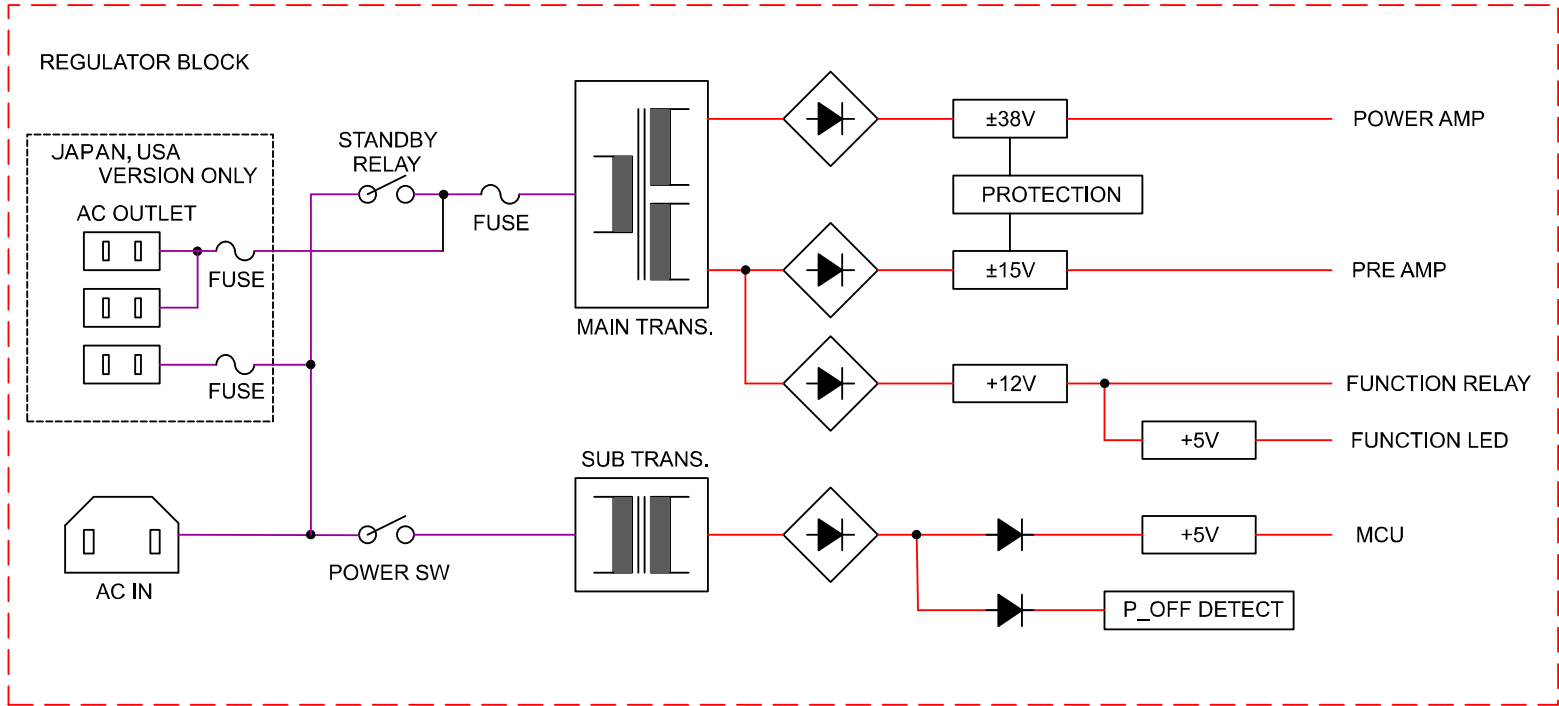 REGULATOR BLOCK
JAPAN, USA
VERSION ONLY
AC OUTLET
FUSE
FUSE
STANDBY
RELAY
FUSE
MAIN TRANS.
±38V
POWER AMP
PROTECTION
±15V
PRE AMP
+12V
FUNCTION RELAY
+5V
FUNCTION LED
AC IN
POWER SW
SUB TRANS.
+5V
MCU
P_OFF DETECT